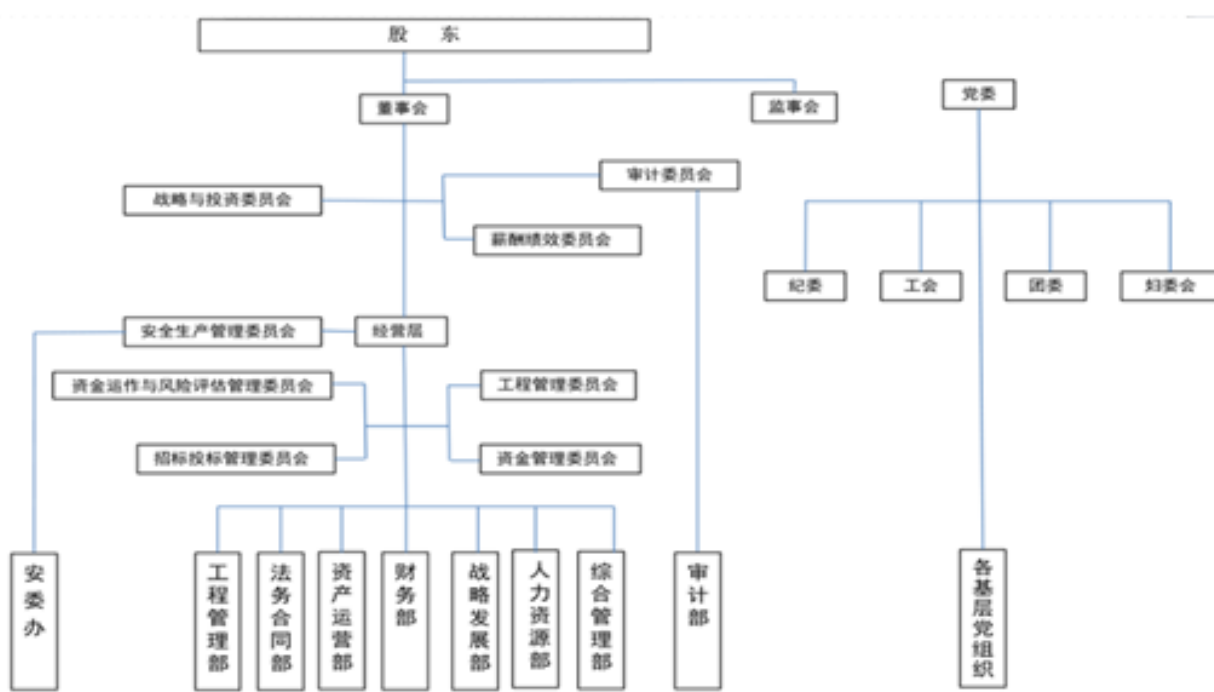 股 东
董事会
监事会
党委
审计委员会
战略与投资委员会
薪酬绩效委员会
纪委
工会
团委
妇委会
安全生产管理委员会
经营层
资金运作与风险评估管理委员会
工程管理委员会
招标投标管理委员会
资金管理委员会
安委办
工程管理部
法务合同部
资产运营部
财务部
战略发展部
人力资源部
综合管理部
审计部
各基层党组织